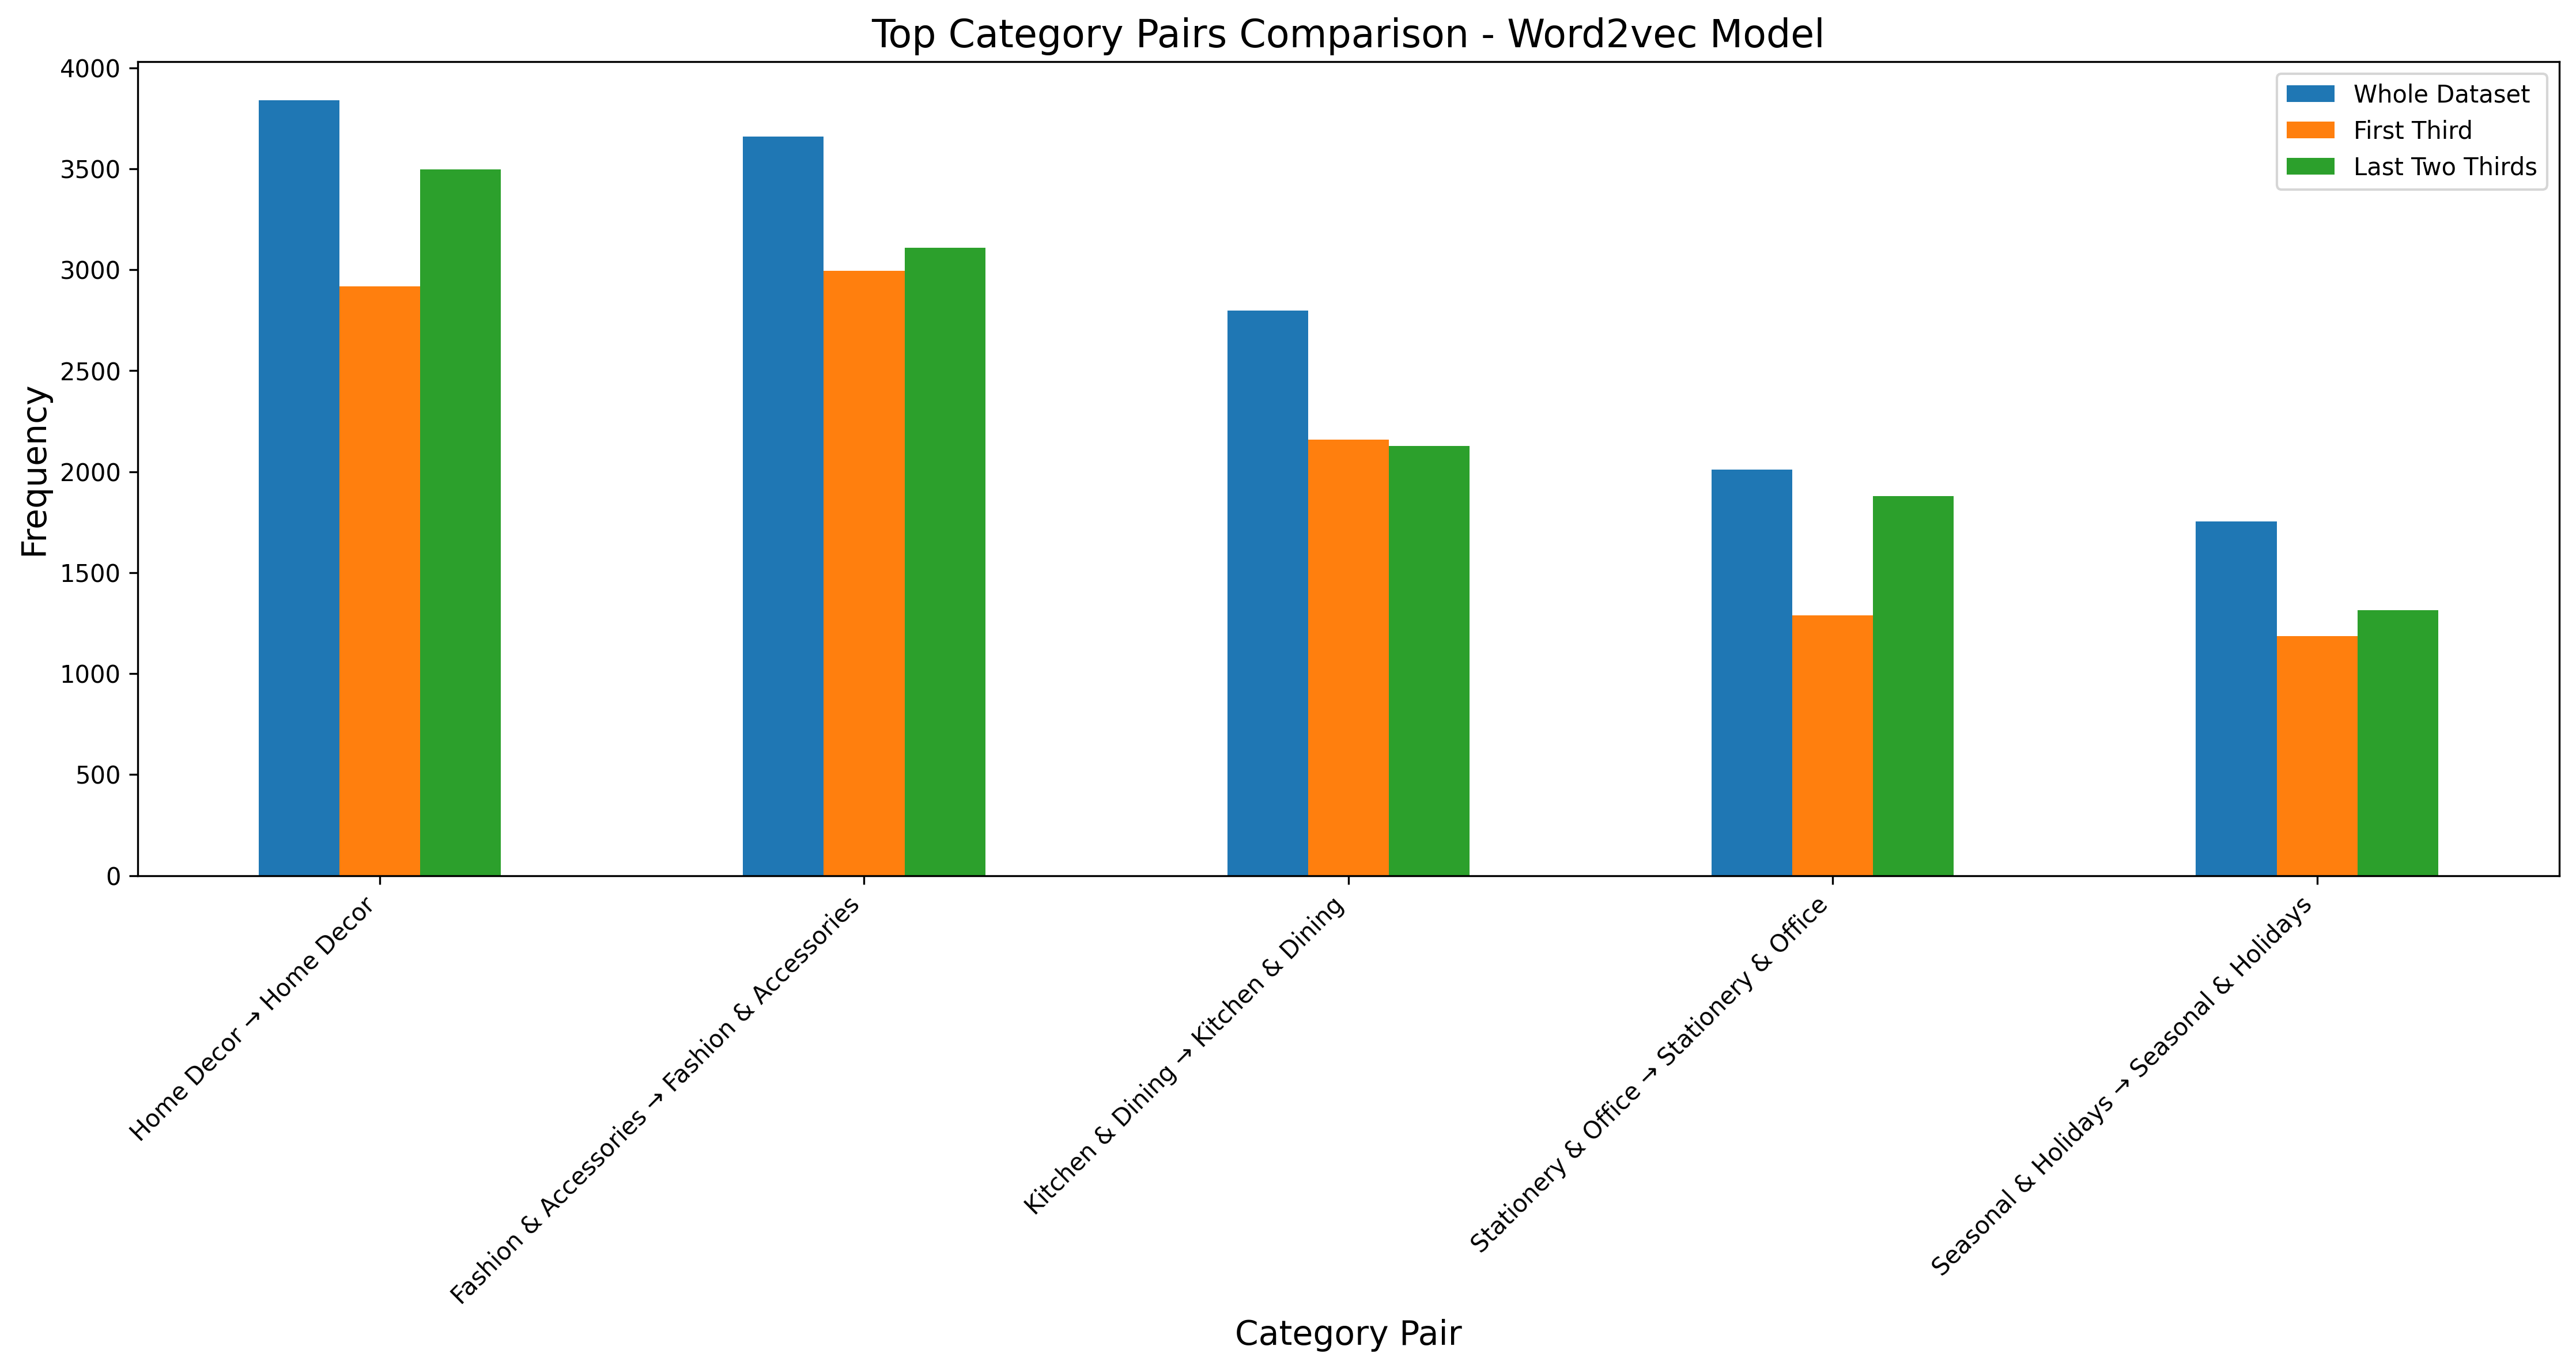 Top Category Pairs Comparison - Word2vec Model
4000
3500
3000
2500
2000
1500
1000
500
0
Frequency
Whole Dataset
First Third
Last Two Thirds
Home Decor → Home Decor
Fashion & Accessories → Fashion & Accessories
Kitchen & Dining → Kitchen & Dining
Stationery & Office → Stationery & Office
Seasonal & Holidays → Seasonal & Holidays
Category Pair